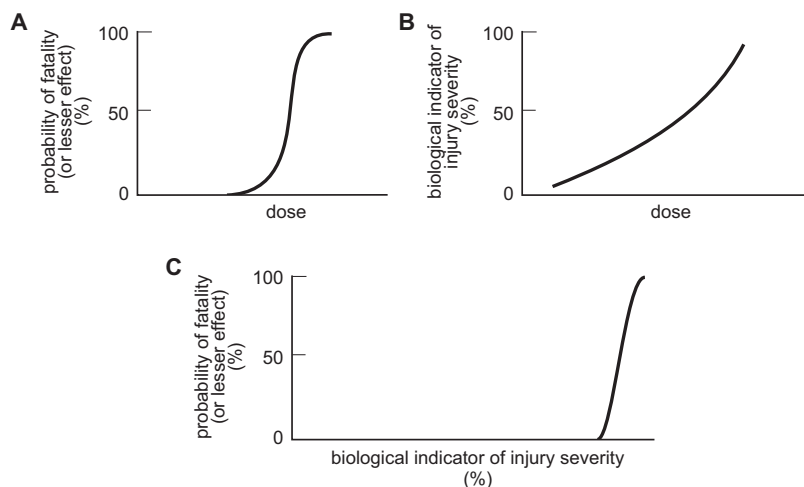 A
probability of fatality
(or lesser effect)
(%)
100
50
0
dose
B
biological indicator of
injury severity
(%)
100
50
0
dose
C
probability of fatality
(or lesser effect)
(%)
100
50
0
biological indicator of injury severity
(%)